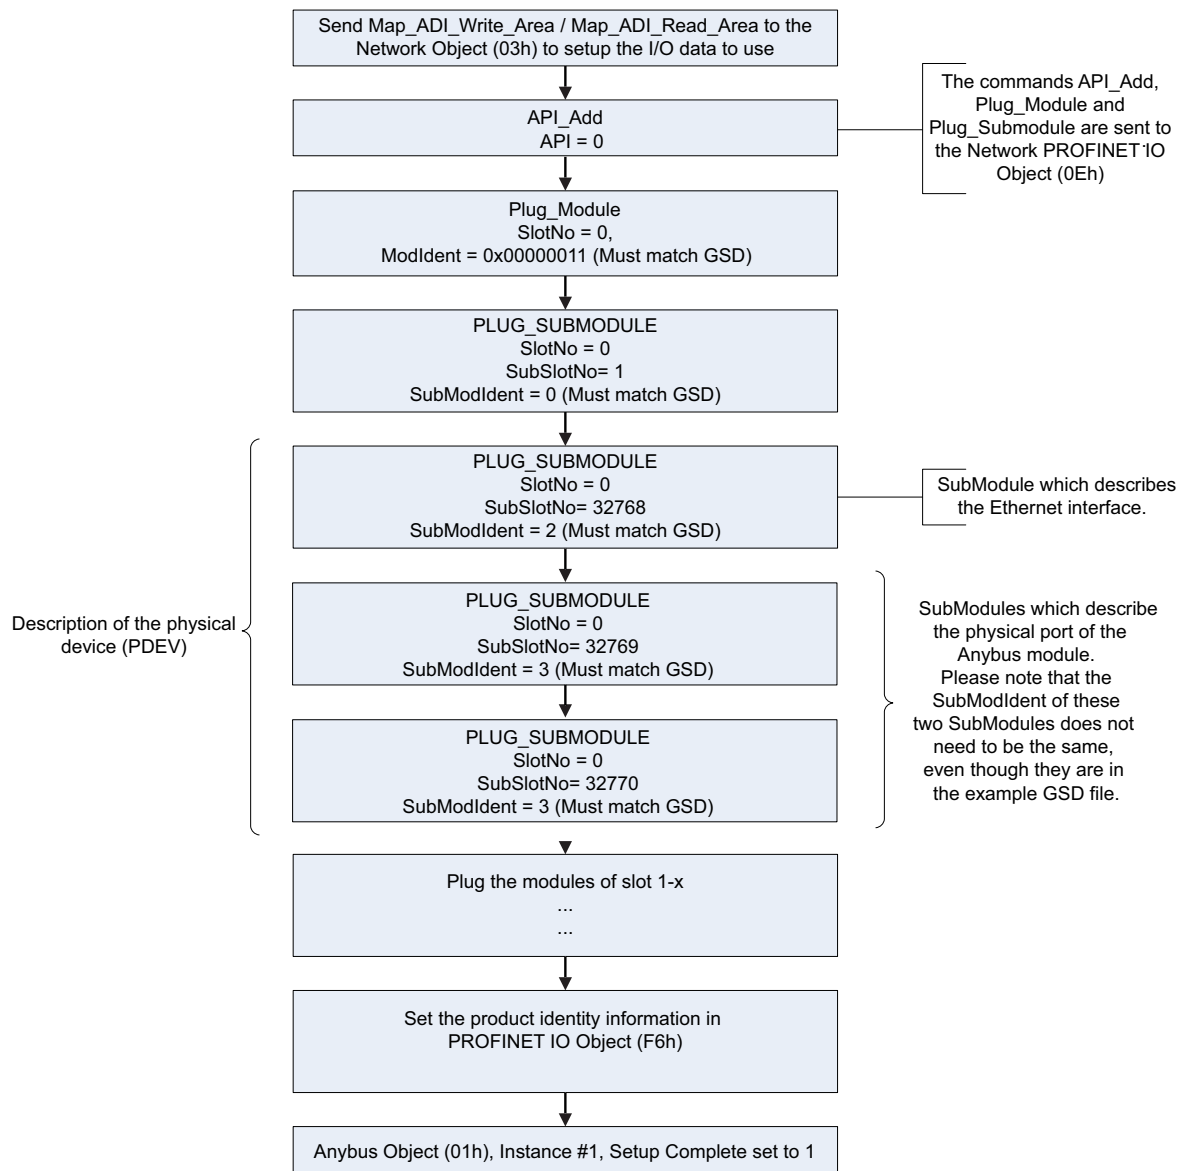 Send Map_ADI_Write_Area / Map_ADI_Read_Area to the
Network Object (03h) to setup the I/O data to use
API_Add
API = 0
The commands API_Add,
Plug_Module and
Plug_Submodule are sent to
the Network PROFINET IO
Object (0Eh)
Plug_Module
SlotNo = 0,
ModIdent = 0x00000011 (Must match GSD)
PLUG_SUBMODULE
SlotNo = 0
SubSlotNo= 1
SubModIdent = 0 (Must match GSD)
PLUG_SUBMODULE
SlotNo = 0
SubSlotNo= 32768
SubModIdent = 2 (Must match GSD)
SubModule which describes
the Ethernet interface.
Description of the physical
device (PDEV)
PLUG_SUBMODULE
SlotNo = 0
SubSlotNo= 32769
SubModIdent = 3 (Must match GSD)
PLUG_SUBMODULE
SlotNo = 0
SubSlotNo= 32770
SubModIdent = 3 (Must match GSD)
SubModules which describe
the physical port of the
Anybus module.
Please note that the
SubModIdent of these
two SubModules does not
need to be the same,
even though they are in
the example GSD file.
Plug the modules of slot 1-x
...
...
Set the product identity information in
PROFINET IO Object (F6h)
Anybus Object (01h), Instance #1, Setup Complete set to 1